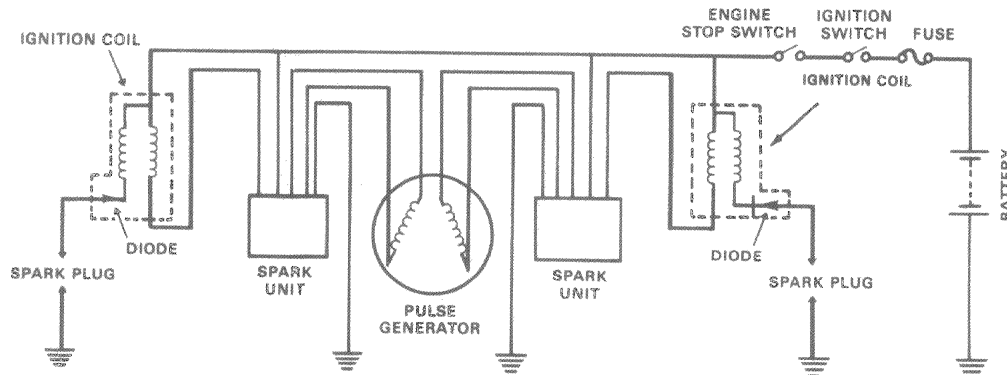 IGNITION COIL
ENGINE
STOP SWITCH
IGNITION
SWITCH
FUSE
IGNITION COIL
BATTERY
DIODE
SPARK PLUG
SPARK
UNIT
PULSE
GENERATOR
SPARK
UNIT
DIODE
SPARK PLUG